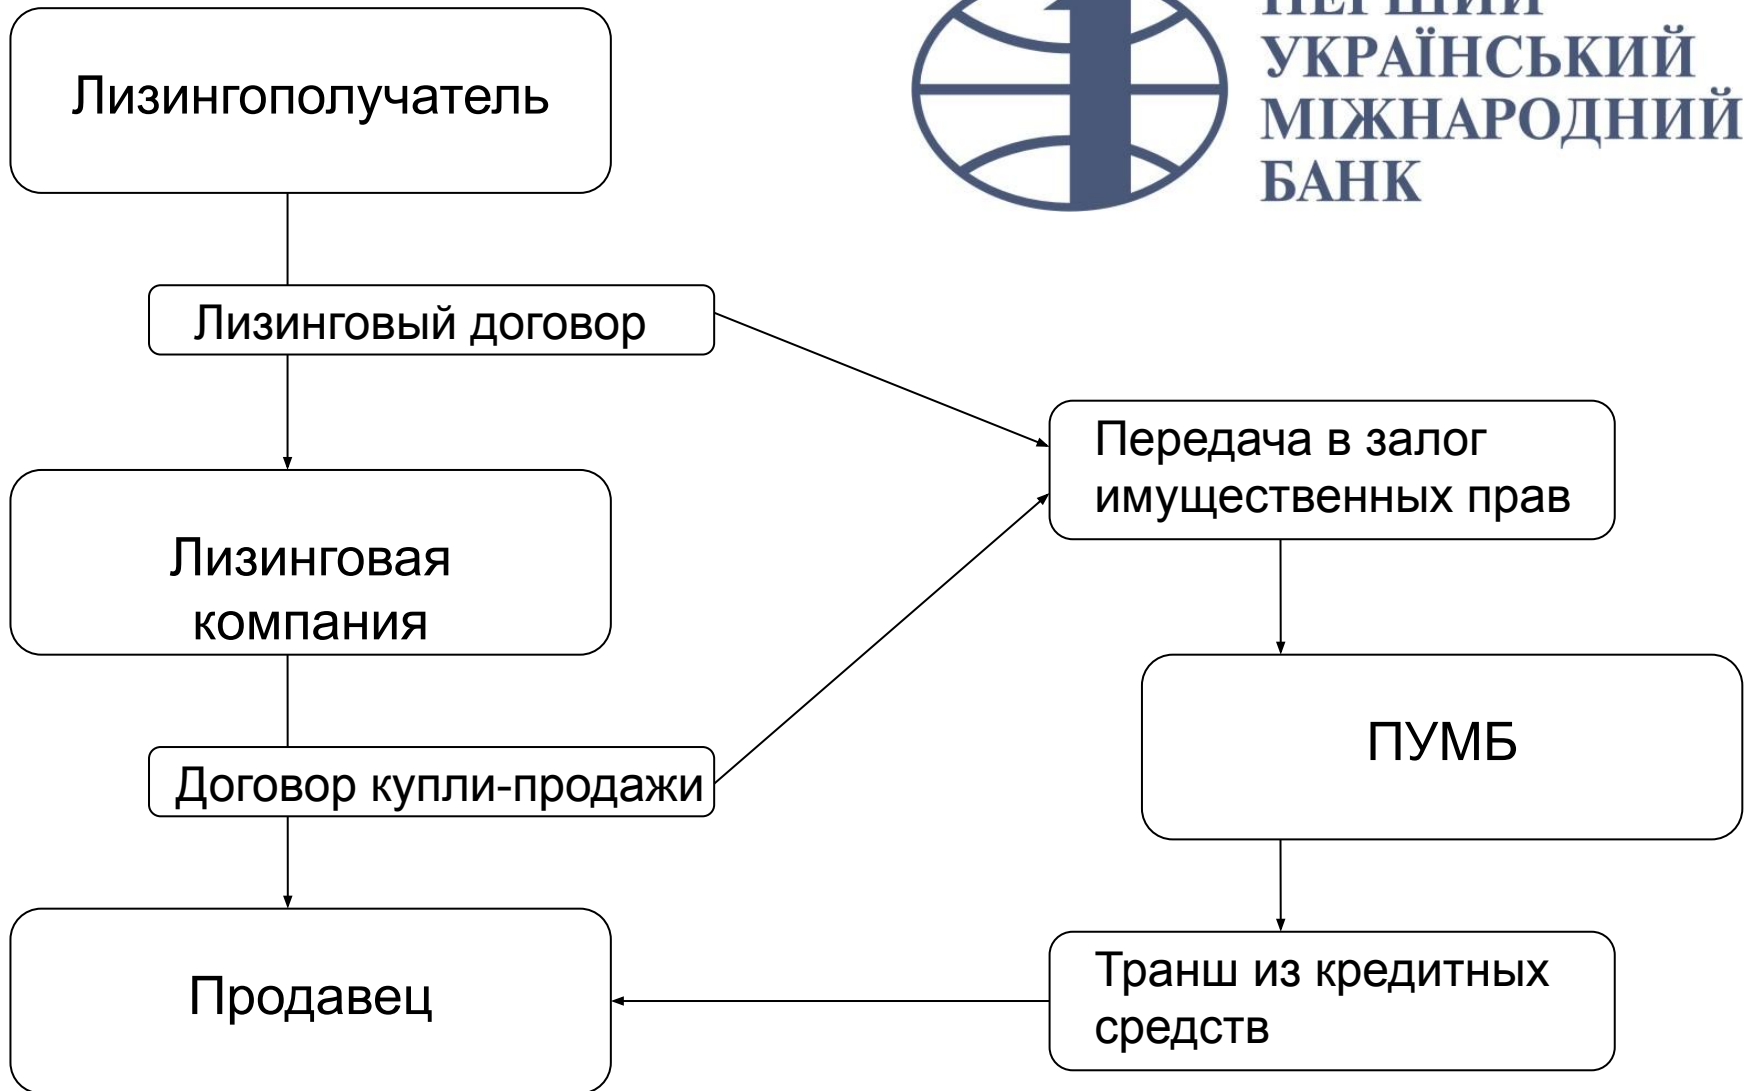 Лизингополучатель
ПЕРШИЙ
УКРАЇНСЬКИЙ
МІЖНАРОДНИЙ
БАНК
Лизинговый договор
Передача в залог
имущественных прав
Лизинговая
компания
ПУМБ
Договор купли-продажи
Транш из кредитных
средств
Продавец